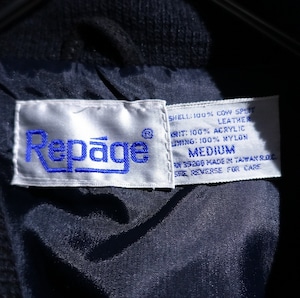 Repage®
SHELL: 100% COW SPLIT
LEATHER
KNIT: 100% ACRYLIC
LINING: 100% NYLON
MEDIUM
MADE IN TAIWAN R.O.C.
REVERSE FOR CARE